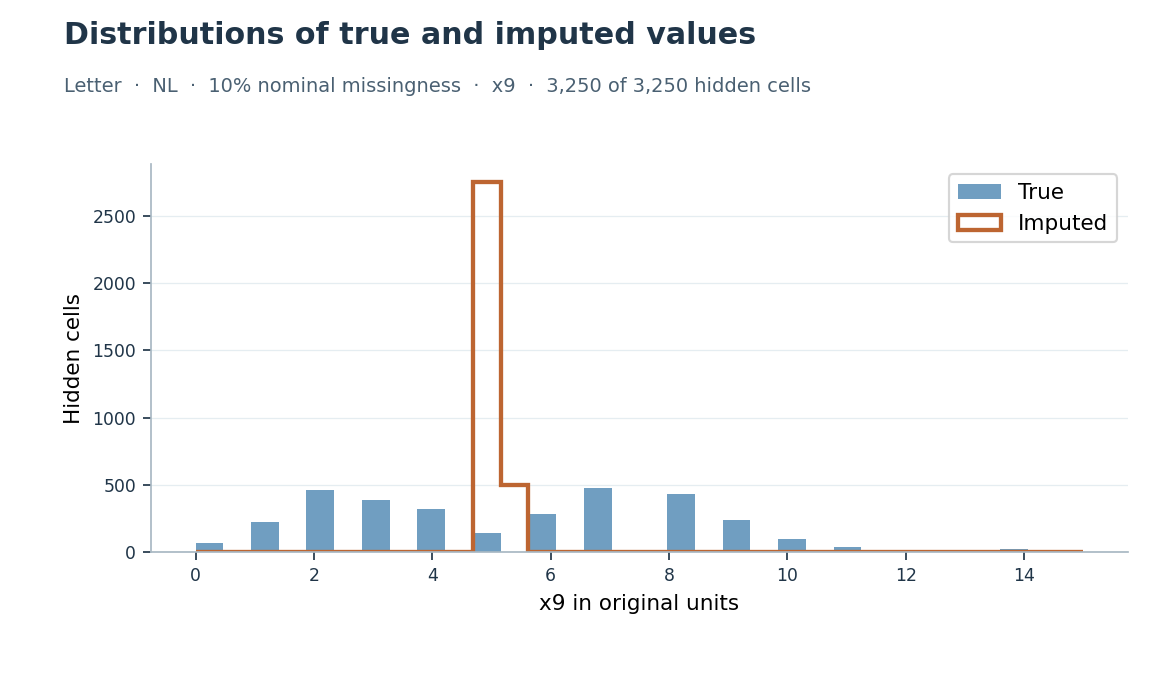 Distributions of true and imputed values
Letter · NL · 10% nominal missingness · x9 · 3,250 of 3,250 hidden cells
True
Imputed
Hidden cells
2500
2000
1500
1000
500
0
0 2 4 6 8 10 12 14
x9 in original units